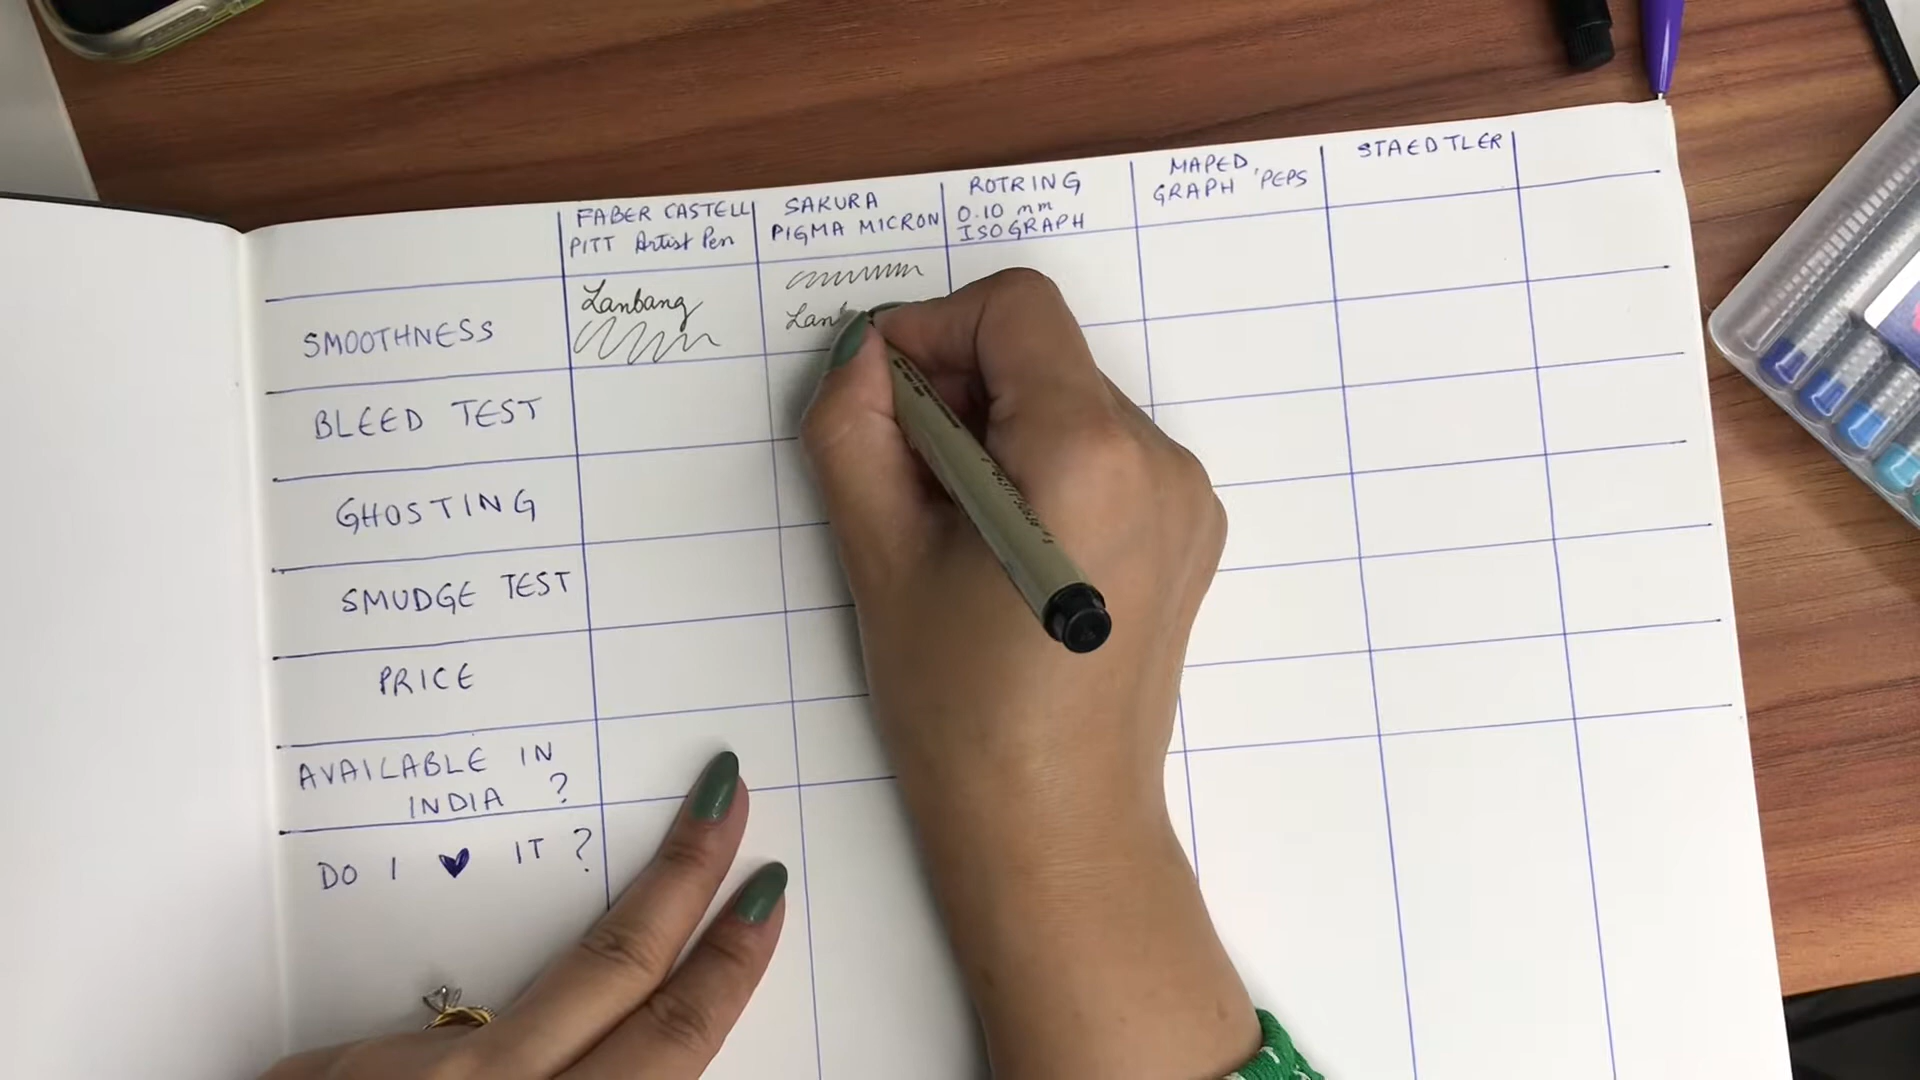 FABER CASTELL
PITT Artist Pen
SAKURA
PIGMA MICRON
ROTRING
0.10 mm
ISOGRAPH
MAPED
GRAPH 'PEPS
STAEDTLER
SMOOTHNESS
Lanbang
Lanb
BLEED TEST
GHOSTING
SMUDGE TEST
PRICE
AVAILABLE IN
INDIA ?
DO I ♥ IT ?